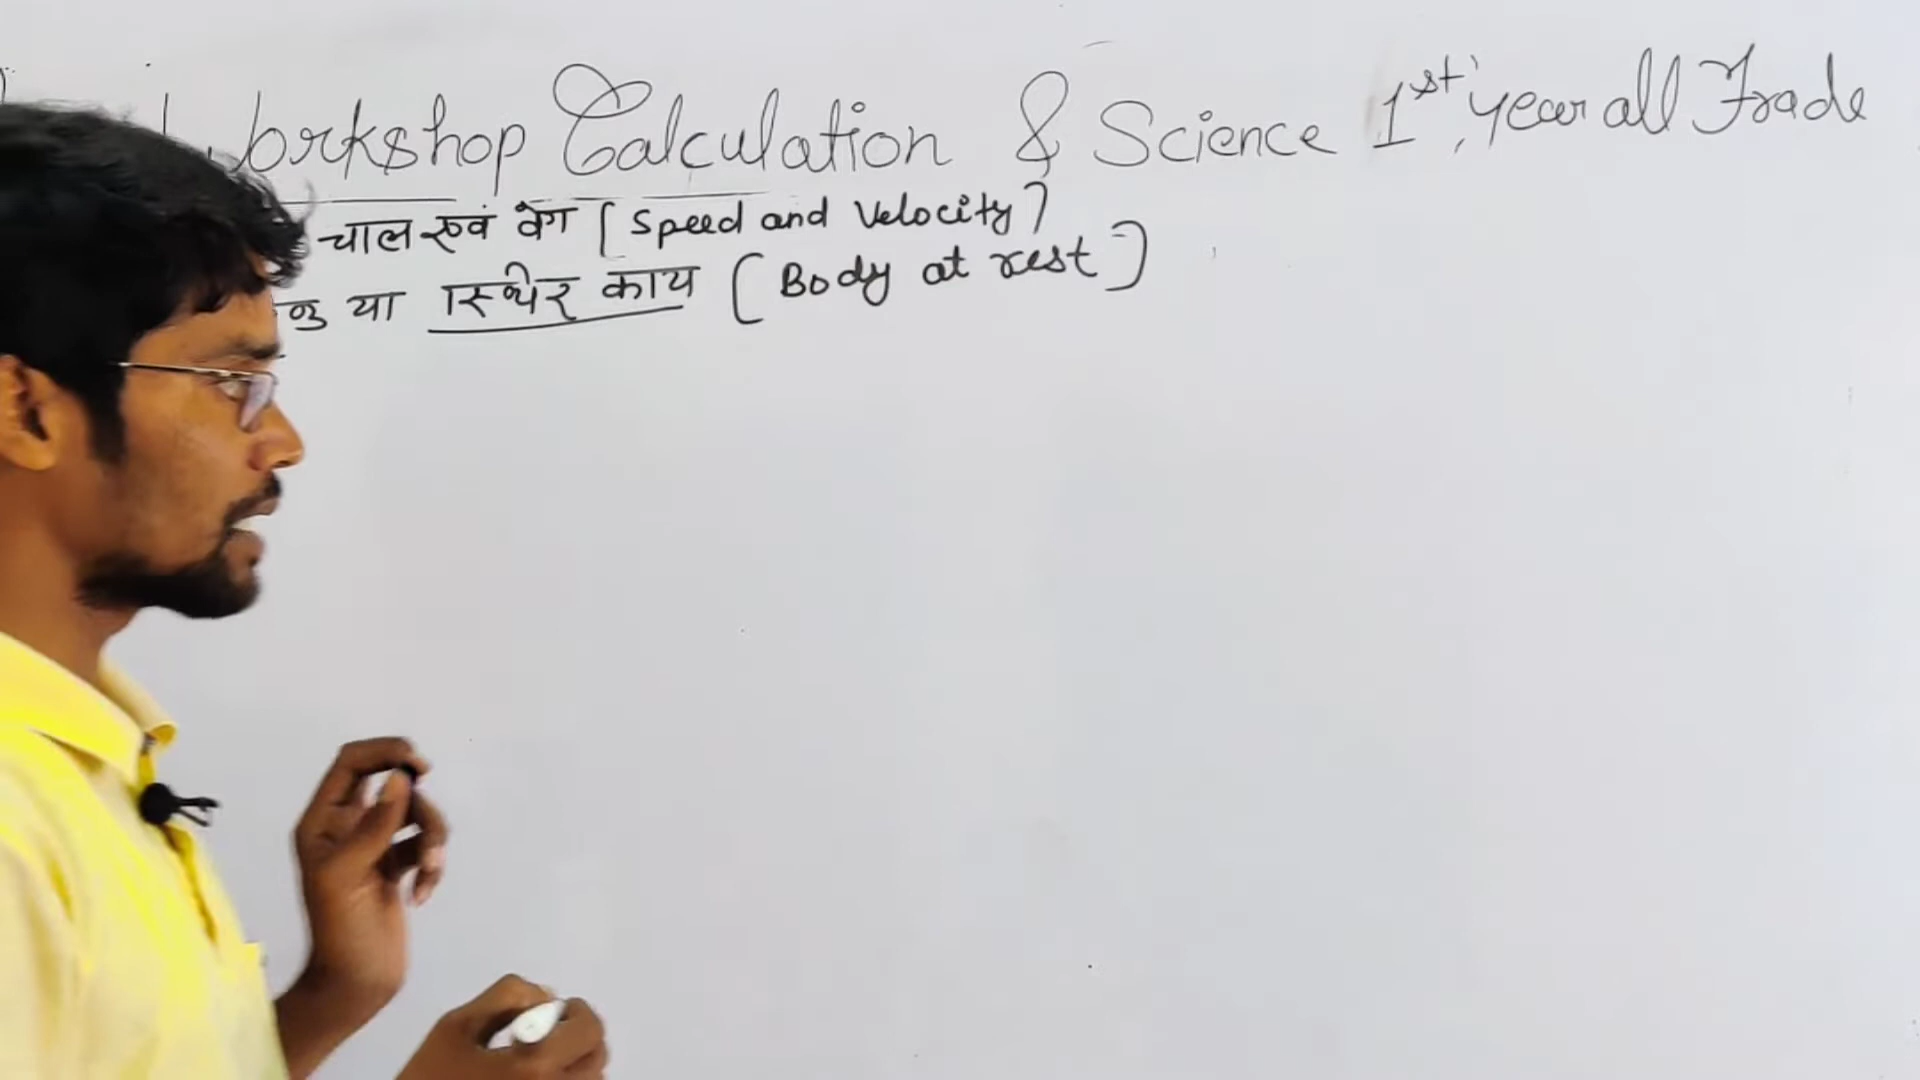 Workshop Calculation & Science 1st, year all Trade
चाल एवं वेग [Speed and Velocity]
या स्थिर काय [Body at rest]